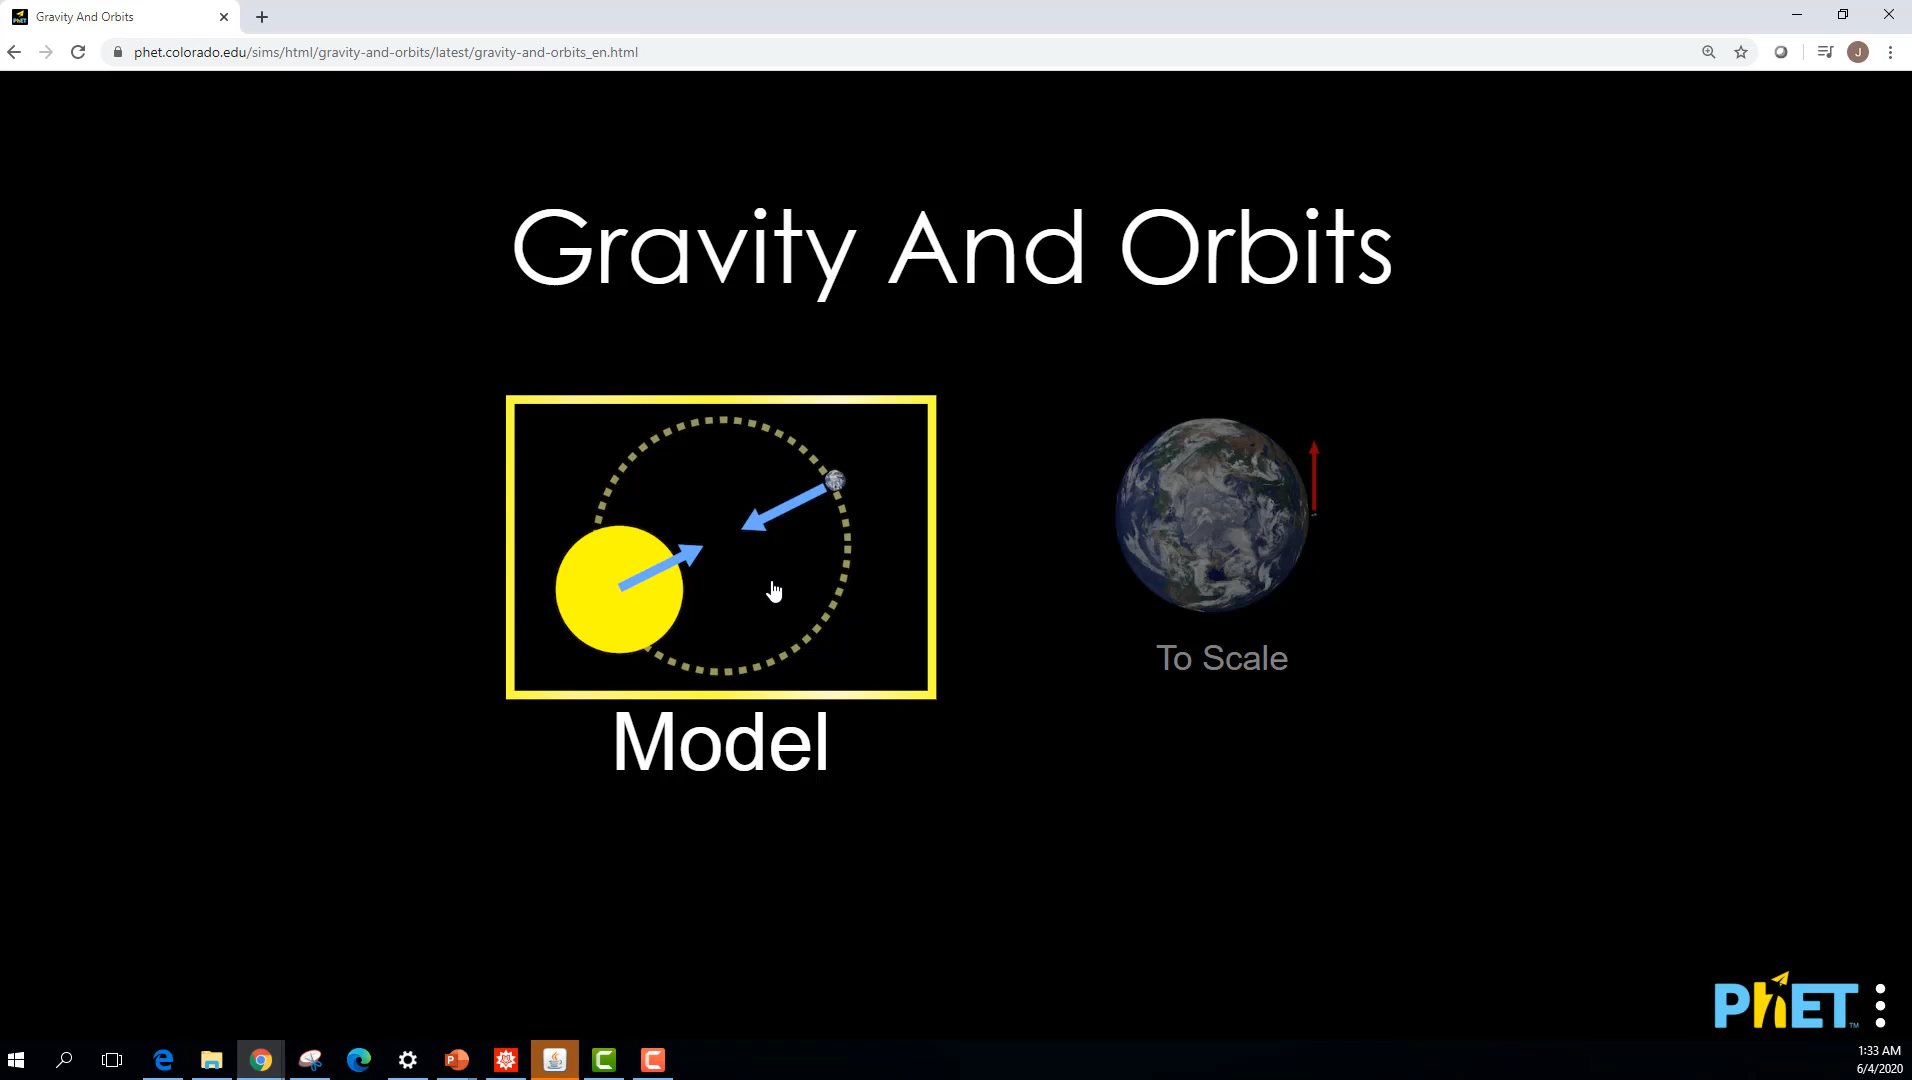 Gravity And Orbits
phet.colorado.edu/sims/html/gravity-and-orbits/latest/gravity-and-orbits_en.html
J
Gravity And Orbits
To Scale
Model
PhET™
1:33 AM
6/4/2020